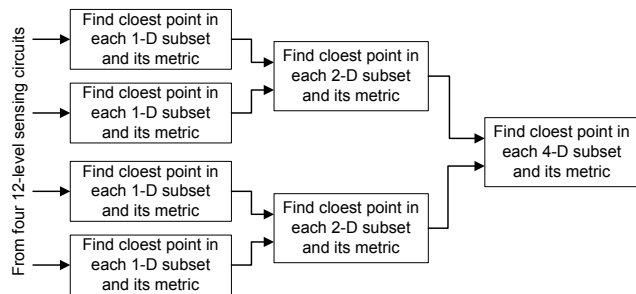 From four 12-level sensing circuits
Find cloest point in
each 1-D subset
and its metric
Find cloest point in
each 1-D subset
and its metric
Find cloest point in
each 1-D subset
and its metric
Find cloest point in
each 1-D subset
and its metric
Find cloest point in
each 2-D subset
and its metric
Find cloest point in
each 2-D subset
and its metric
Find cloest point in
each 4-D subset
and its metric